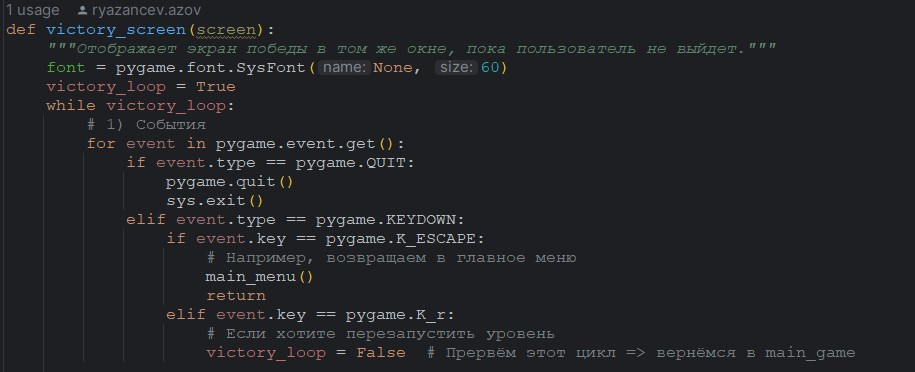 1 usage ryazancev.azov
def victory_screen(screen):
"""Отображает экран победы в том же окне, пока пользователь не выйдет."""
font = pygame.font.SysFont( name: None, size: 60)
victory_loop = True
while victory_loop:
# 1) События
for event in pygame.event.get():
if event.type == pygame.QUIT:
pygame.quit()
sys.exit()
elif event.type == pygame.KEYDOWN:
if event.key == pygame.K_ESCAPE:
# Например, возвращаем в главное меню
main_menu()
return
elif event.key == pygame.K_r:
# Если хотите перезапустить уровень
victory_loop = False # Прервём этот цикл => вернёмся в main_game